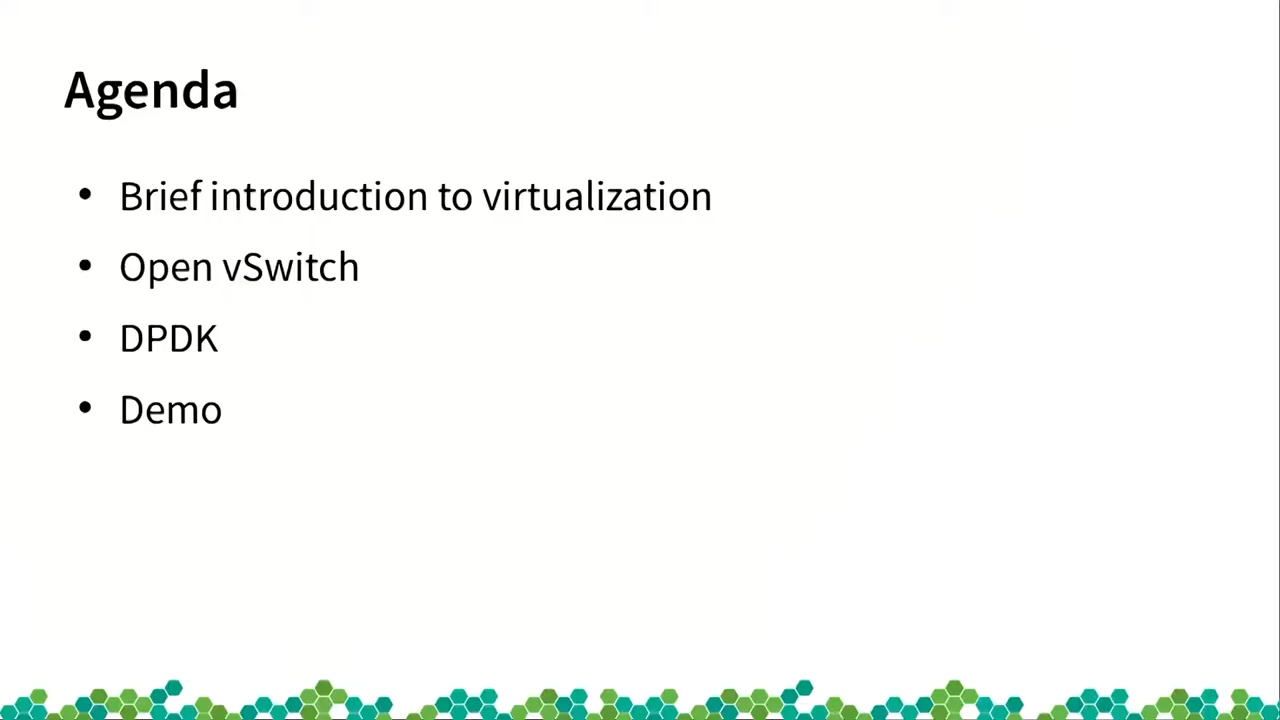 Agenda
• Brief introduction to virtualization
• Open vSwitch
• DPDK
• Demo